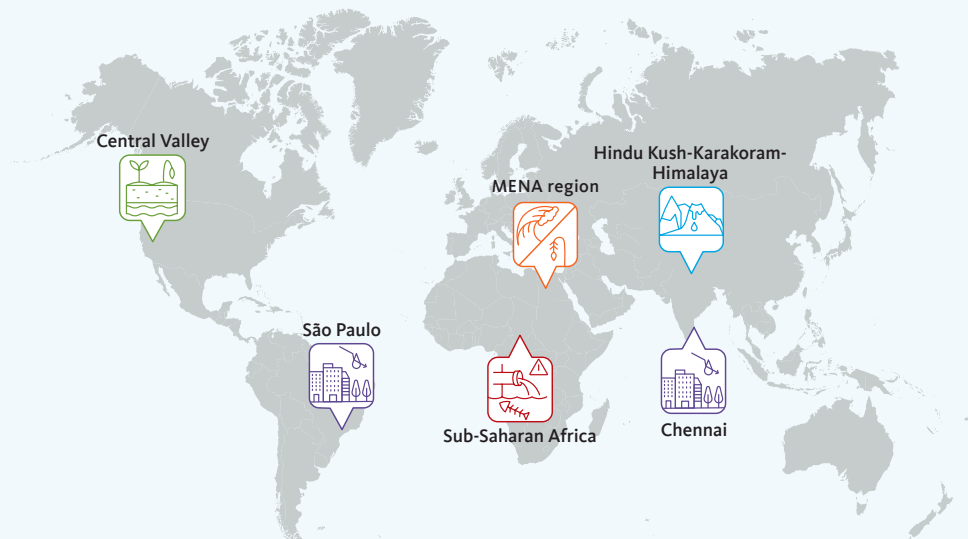 Central Valley
Hindu Kush-Karakoram-
Himalaya
MENA region
São Paulo
Sub-Saharan Africa
Chennai